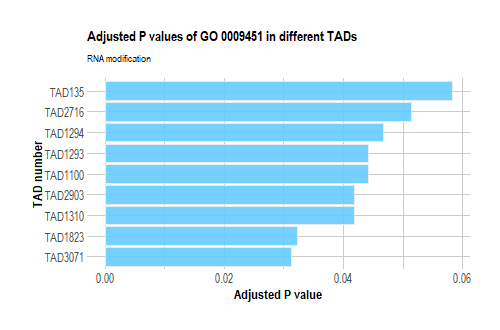 Adjusted P values of GO 0009451 in different TADs
RNA modification
TAD number
TAD135
TAD2716
TAD1294
TAD1293
TAD1100
TAD2903
TAD1310
TAD1823
TAD3071
0.00 0.02 0.04 0.06
Adjusted P value